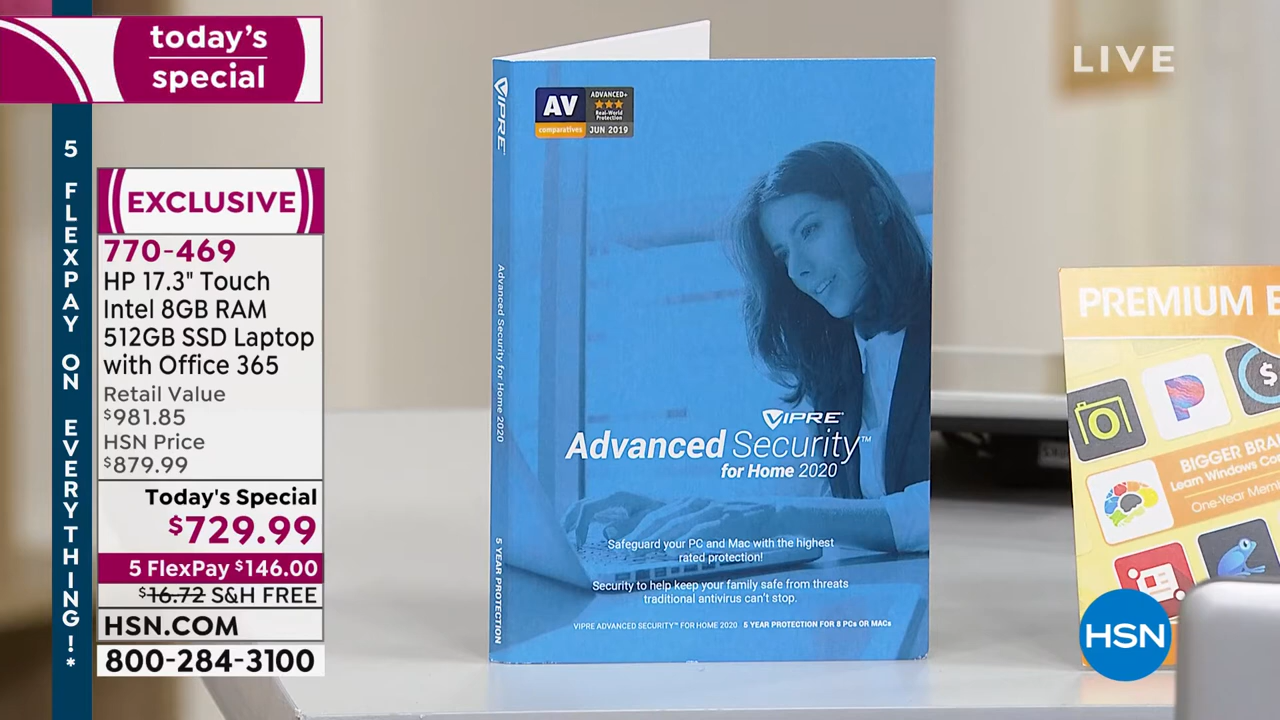 today's
special
LIVE
5 FLEXPAY ON EVERYTHING!*
EXCLUSIVE
770-469
HP 17.3" Touch
Intel 8GB RAM
512GB SSD Laptop
with Office 365
Retail Value
$981.85
HSN Price
$879.99
Today's Special
$729.99
5 FlexPay $146.00
$16.72 S&H FREE
HSN.COM
800-284-3100
VIPRE
Advanced Security for Home 2020
5 YEAR PROTECTION
AV
comparatives
ADVANCED+
Real-World
Protection
JUN 2019
VIPRE
Advanced Security™
for Home 2020
Safeguard your PC and Mac with the highest
rated protection!
Security to help keep your family safe from threats
traditional antivirus can't stop.
VIPRE ADVANCED SECURITY™ FOR HOME 2020 5 YEAR PROTECTION FOR 8 PCs OR MACs
PREMIUM
$
BIGGER
Learn Windows
One-Year
HSN